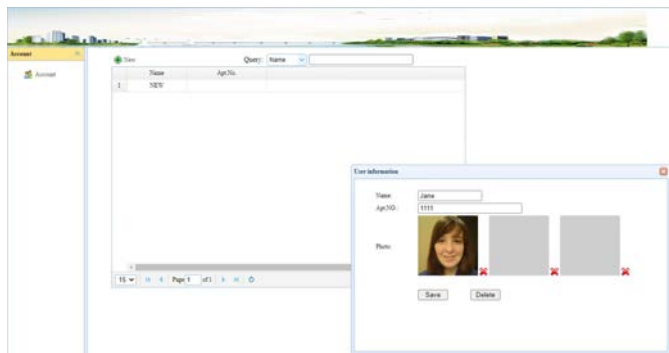 Account
Account
New
Query: Name
Name
Apt.No.
1
NEW
15
Page 1 of 1
User information
Name:
Jama
Apt.NO.:
1111
Photo:
Save
Delete